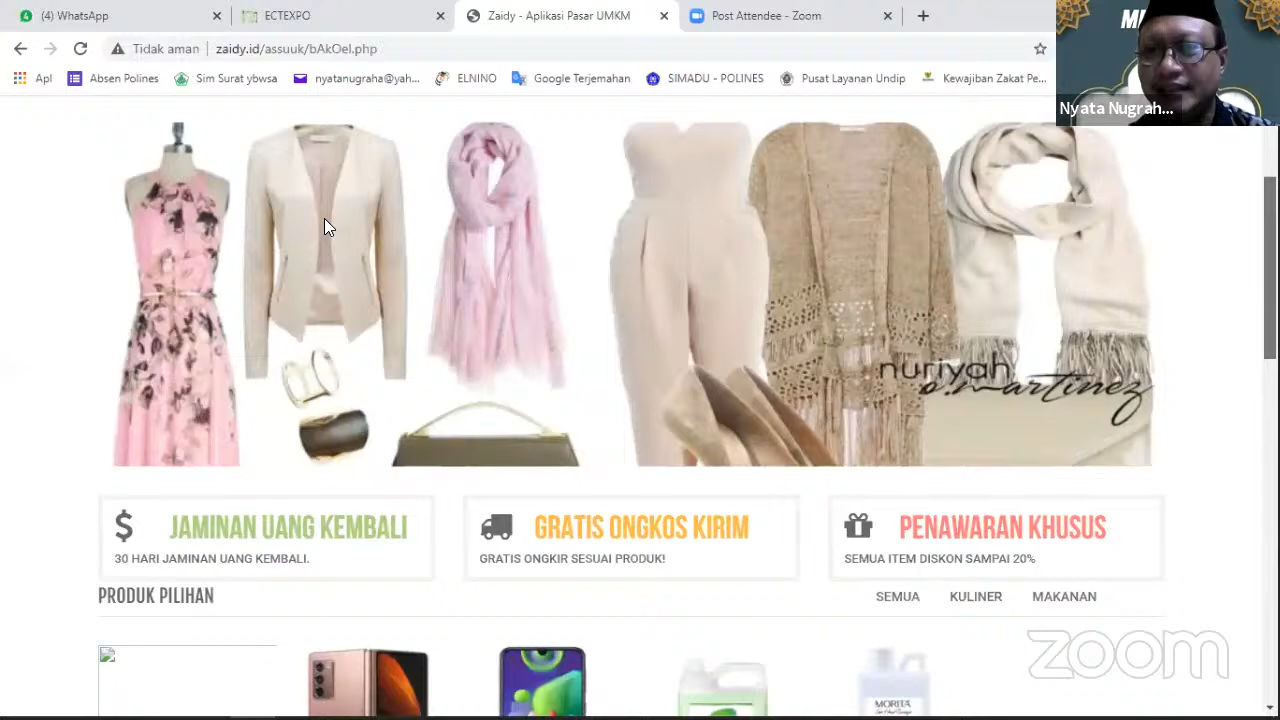 (4) WhatsApp
ECTEXPO
Zaidy - Aplikasi Pasar UMKM
Post Attendee - Zoom
Tidak aman
zaidy.id/assuuk/bAkOel.php
Apl
Absen Polines
Sim Surat ybwsa
nyatanugraha@yah...
ELNINO
Google Terjemahan
SIMADU - POLINES
Pusat Layanan Undip
Kewajiban Zakat Pe...
Nyata Nugrah...
nuriyah
o.martinez
JAMINAN UANG KEMBALI
30 HARI JAMINAN UANG KEMBALI.
GRATIS ONGKOS KIRIM
GRATIS ONGKIR SESUAI PRODUK!
PENAWARAN KHUSUS
SEMUA ITEM DISKON SAMPAI 20%
PRODUK PILIHAN
SEMUA
KULINER
MAKANAN
MORITA
zoom